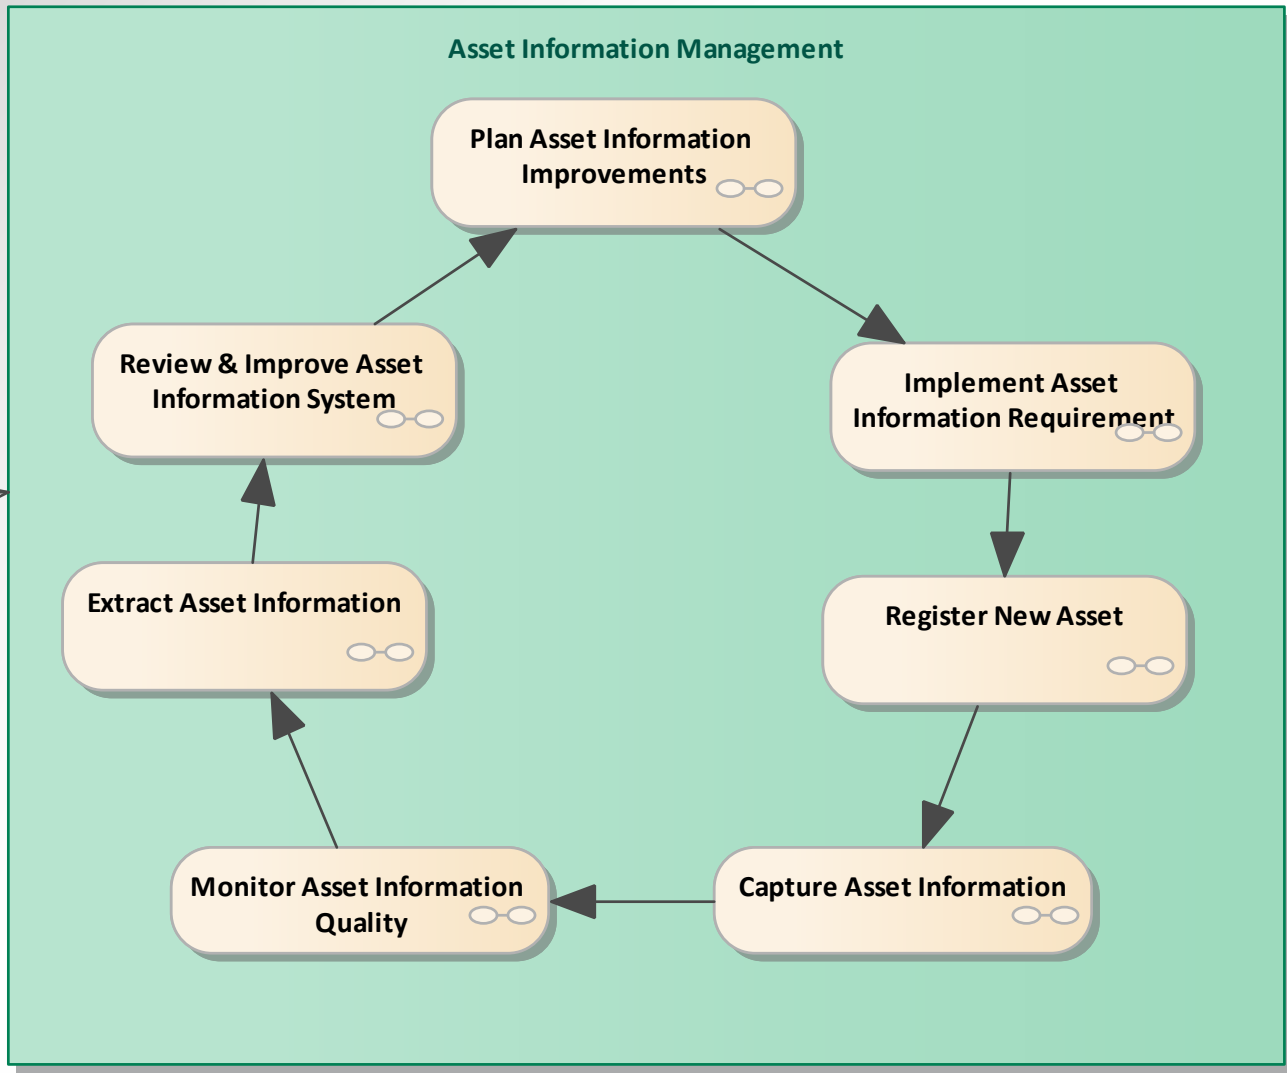 Asset Information Management
Plan Asset Information
Improvements
Review & Improve Asset
Information System
Implement Asset
Information Requirement
Extract Asset Information
Register New Asset
Monitor Asset Information
Quality
Capture Asset Information